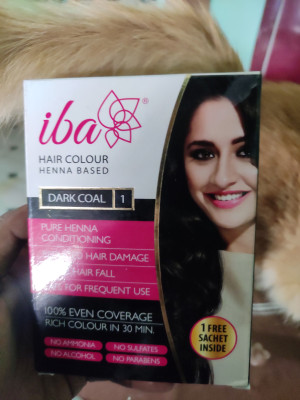 iba®
HAIR COLOUR
HENNA BASED
DARK COAL 1
PURE HENNA
CONDITIONING
HAIR DAMAGE
HAIR FALL
FOR FREQUENT USE
100% EVEN COVERAGE
RICH COLOUR IN 30 MIN.
NO AMMONIA NO SULFATES
NO ALCOHOL NO PARABENS
1 FREE
SACHET
INSIDE